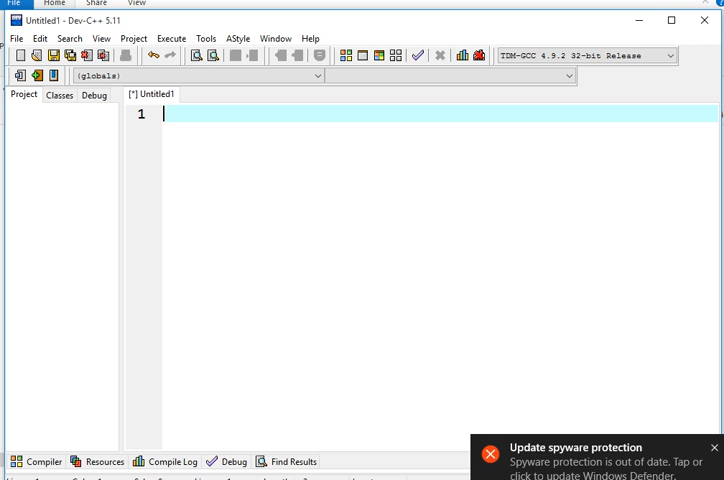 File Home Share View
Untitled1 - Dev-C++ 5.11
File Edit Search View Project Execute Tools AStyle Window Help
TDM-GCC 4.9.2 32-bit Release
(globals)
Project Classes Debug [*] Untitled1
1
Compiler Resources Compile Log Debug Find Results
Update spyware protection
Spyware protection is out of date. Tap or
click to update Windows Defender.